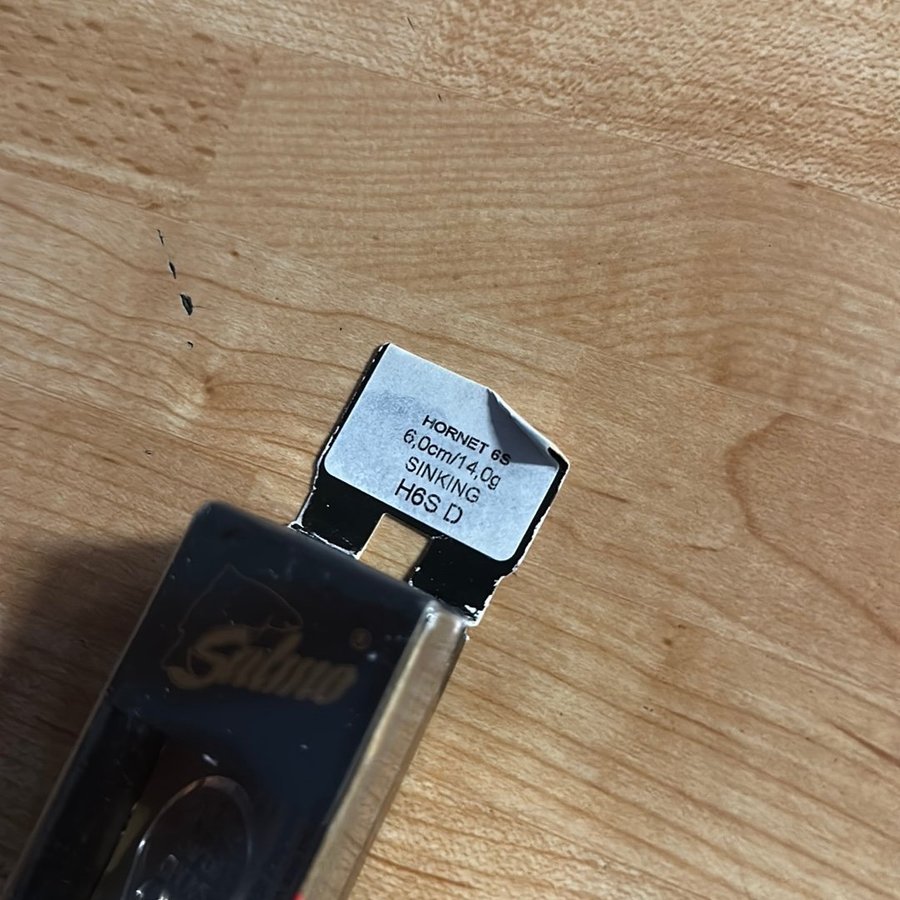 HORNET 6S
6,0cm/14,0g
SINKING
H6S D
Salmo ®